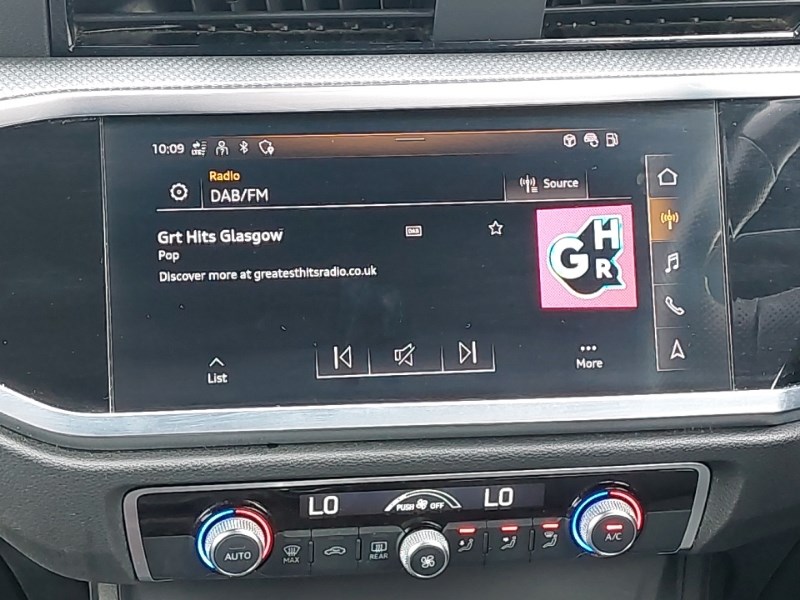 10:09 LTE
Radio
DAB/FM
Source
Grt Hits Glasgow
DAB
Pop
Discover more at greatesthitsradio.co.uk
GHR
List
More
LO
PUSH OFF
LO
AUTO
MAX
REAR
A/C